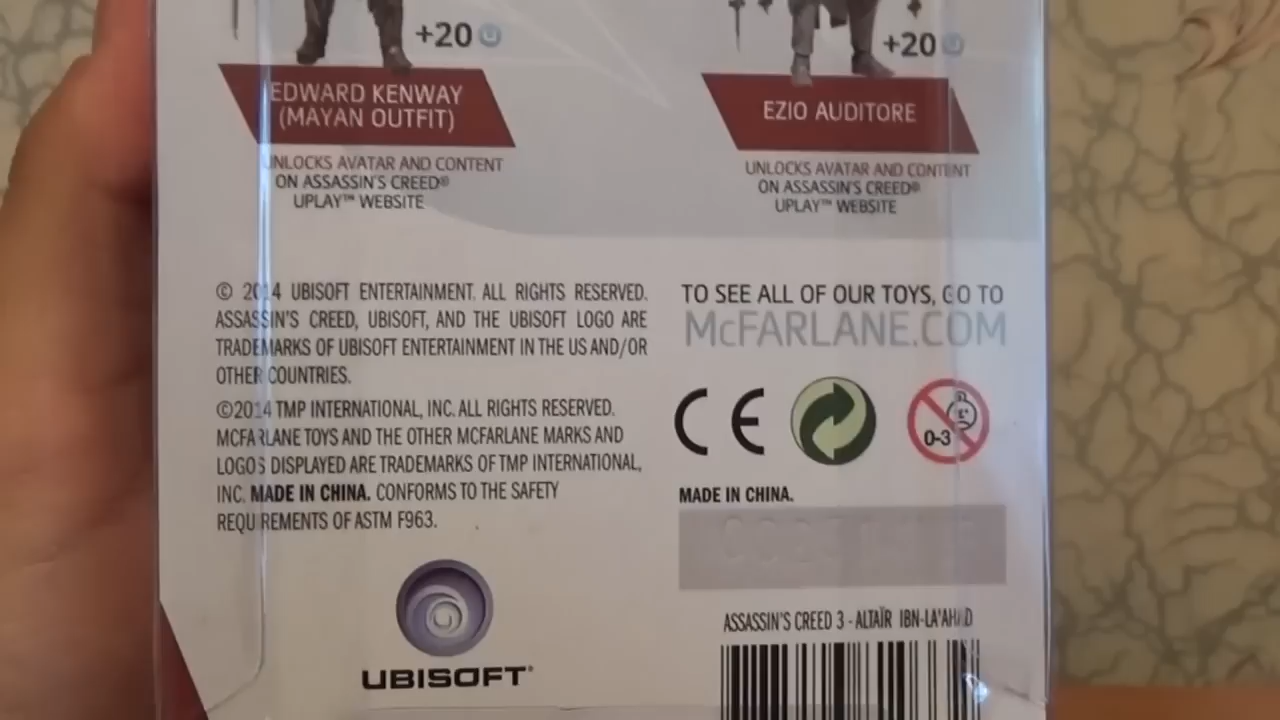 +20
+20
EDWARD KENWAY
(MAYAN OUTFIT)
EZIO AUDITORE
UNLOCKS AVATAR AND CONTENT
ON ASSASSIN'S CREED®
UPLAY™ WEBSITE
UNLOCKS AVATAR AND CONTENT
ON ASSASSIN'S CREED®
UPLAY™ WEBSITE
© 2014 UBISOFT ENTERTAINMENT. ALL RIGHTS RESERVED.
ASSASSIN'S CREED, UBISOFT, AND THE UBISOFT LOGO ARE
TRADEMARKS OF UBISOFT ENTERTAINMENT IN THE US AND/OR
OTHER COUNTRIES.
©2014 TMP INTERNATIONAL, INC. ALL RIGHTS RESERVED.
MCFARLANE TOYS AND THE OTHER MCFARLANE MARKS AND
LOGOS DISPLAYED ARE TRADEMARKS OF TMP INTERNATIONAL,
INC. MADE IN CHINA. CONFORMS TO THE SAFETY
REQUIREMENTS OF ASTM F963.
UBISOFT®
TO SEE ALL OF OUR TOYS, GO TO
McFARLANE.COM
CE
0-3
MADE IN CHINA.
ASSASSIN'S CREED 3 - ALTAÏR IBN-LA'AHAD